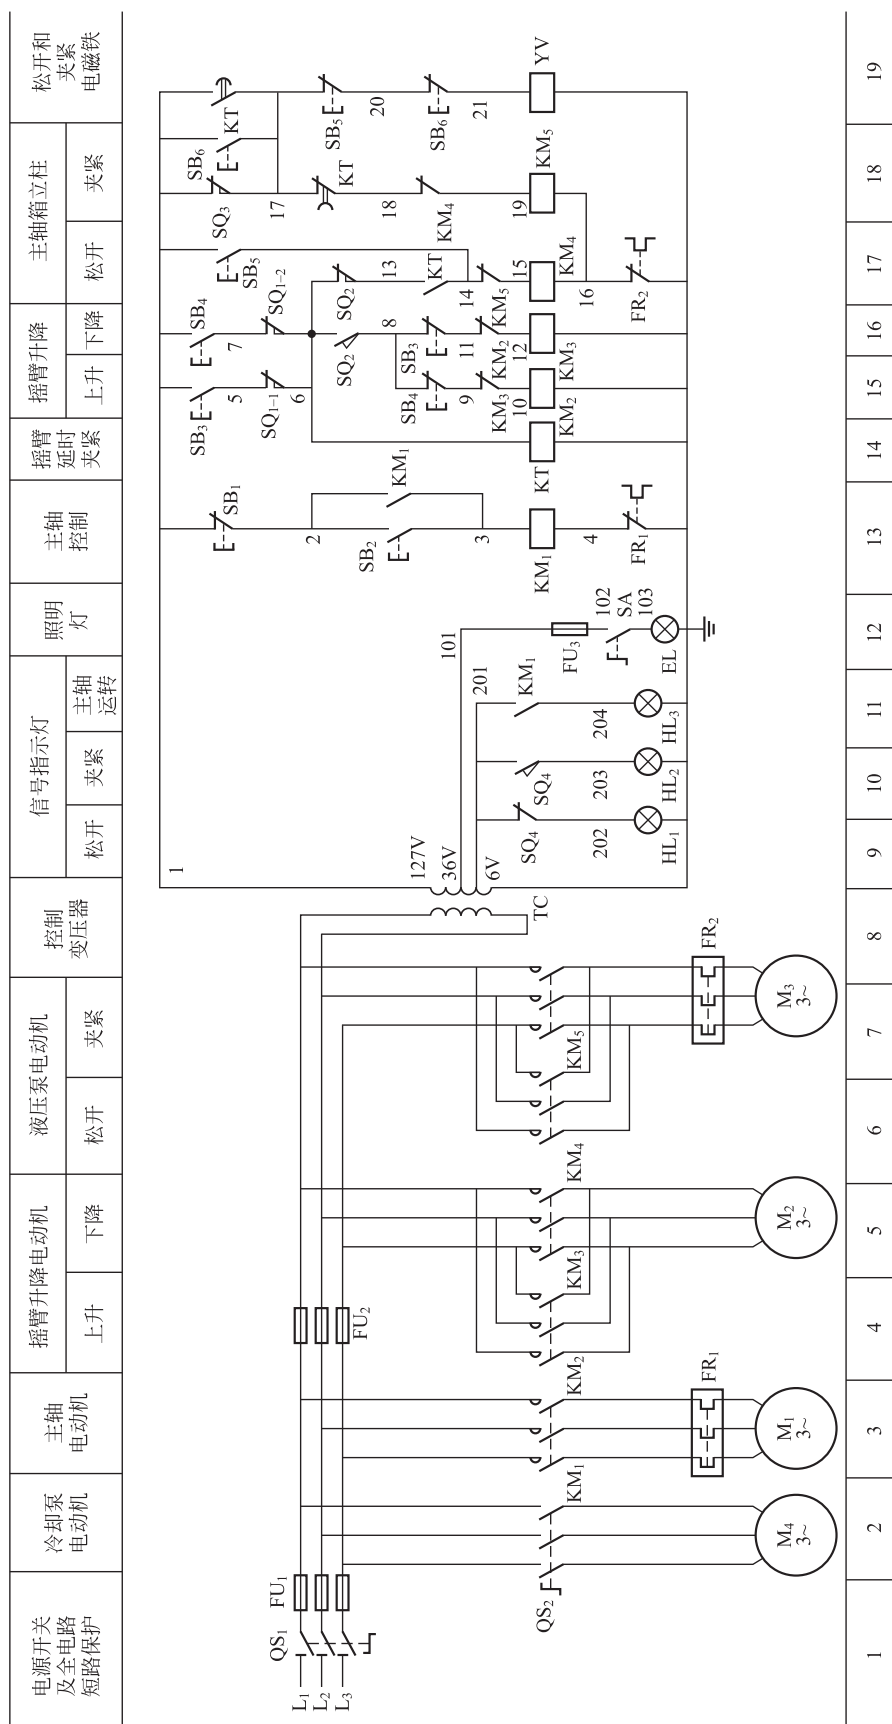 电源开关
及全电路
短路保护
冷却泵
电动机
主轴
电动机
摇臂升降电动机
上升
下降
液压泵电动机
松开
夹紧
控制
变压器
信号指示灯
松开
夹紧
主轴
运转
照明
灯
主轴
控制
摇臂
延时
夹紧
摇臂升降
上升
下降
主轴箱立柱
松开
夹紧
松开和
夹紧
电磁铁
L₁
L₂
L₃
QS₁
FU₁
QS₂
M₄
3~
KM₁
FR₁
M₁
3~
FU₂
KM₂
KM₃
M₂
3~
KM₄
KM₅
FR₂
M₃
3~
TC
127V
36V
6V
1
SQ₄
202
HL₁
SQ₄
203
HL₂
201
KM₁
204
HL₃
101
FU₃
102
SA
103
EL
SB₁
2
SB₂
KM₁
3
KM₁
4
FR₁
KT
SB₃
5
SQ₁₋₁
6
SB₄
9
KM₃
10
KM₂
SB₄
7
SQ₁₋₂
SQ₂
8
SB₃
11
KM₂
12
KM₃
SB₅
SQ₂
13
KT
14
KM₅
15
KM₄
16
FR₂
SQ₃
17
SB₆
KT
18
KM₄
19
KM₅
KT
SB₅
20
SB₆
21
YV
1
2
3
4
5
6
7
8
9
10
11
12
13
14
15
16
17
18
19